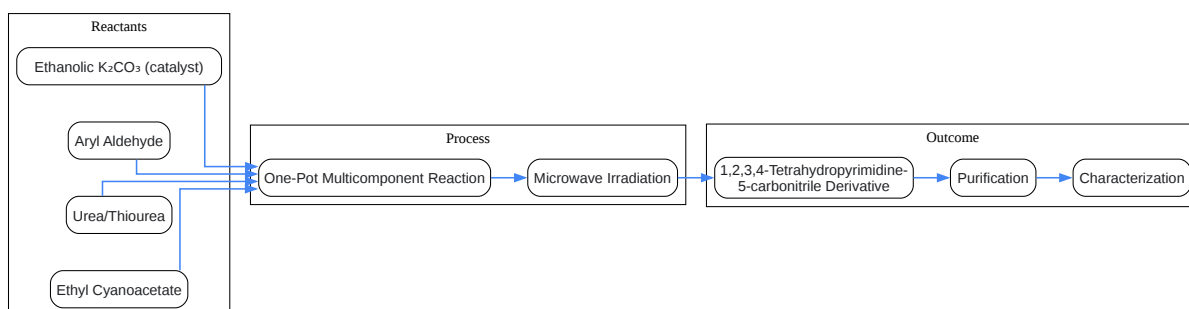 Reactants
Ethanolic K₂CO₃ (catalyst)
Aryl Aldehyde
Urea/Thiourea
Ethyl Cyanoacetate
Process
One-Pot Multicomponent Reaction
Microwave Irradiation
Outcome
1,2,3,4-Tetrahydropyrimidine-
5-carbonitrile Derivative
Purification
Characterization